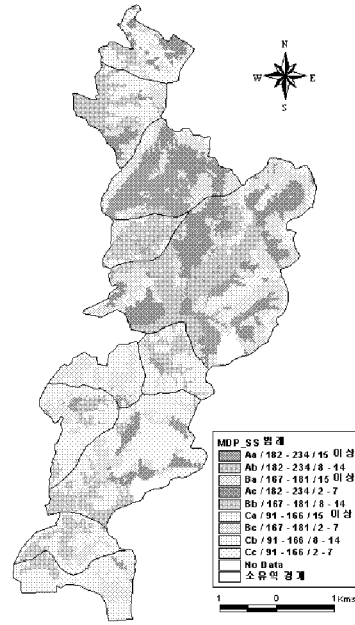 N
W E
S
MDP_SS 범례
Aa / 182 - 234 / 15 이상
Ab / 182 - 234 / 8 - 14
Ba / 167 - 181 / 15 이상
Ac / 182 - 234 / 2 - 7
Bb / 167 - 181 / 8 - 14
Ca / 91 - 166 / 15 이상
Bc / 167 - 181 / 2 - 7
Cb / 91 - 166 / 8 - 14
Cc / 91 - 166 / 2 - 7
No Data
소유역 경계
1 0 1 Kms